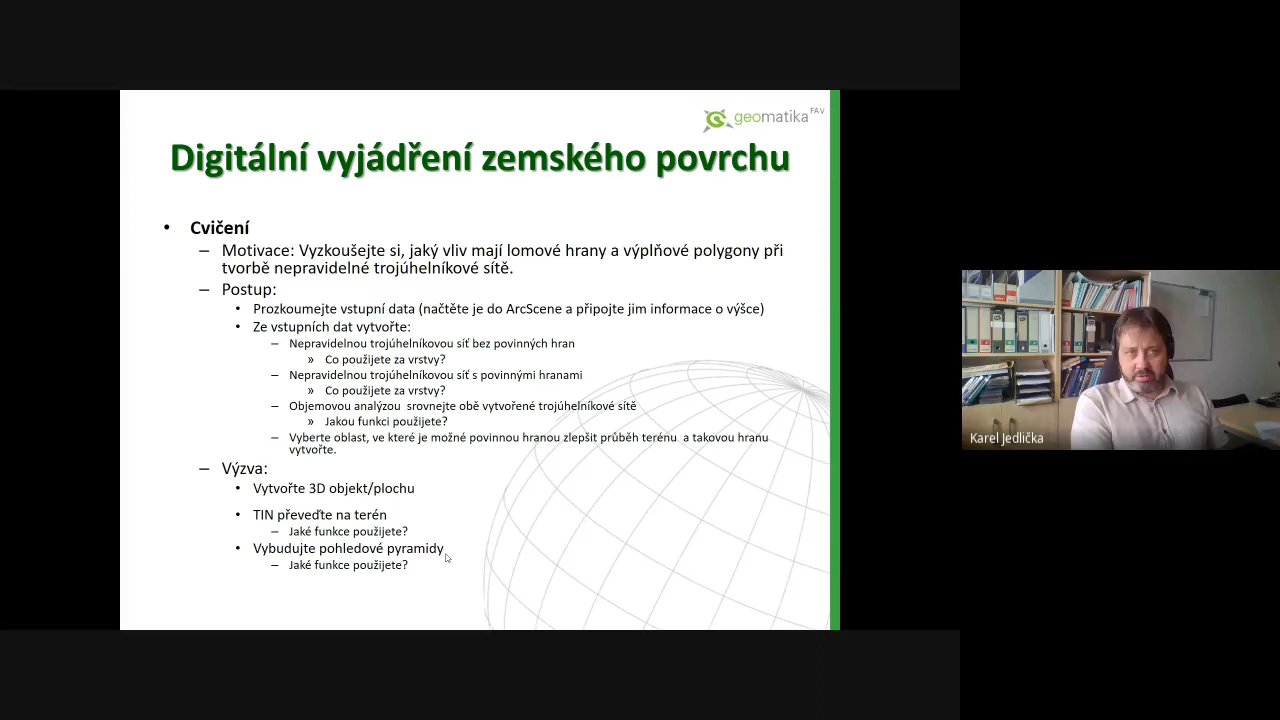 geomatika FAV
Digitální vyjádření zemského povrchu
• Cvičení
– Motivace: Vyzkoušejte si, jaký vliv mají lomové hrany a výplňové polygony při
tvorbě nepravidelné trojúhelníkové sítě.
– Postup:
• Prozkoumejte vstupní data (načtěte je do ArcScene a připojte jim informace o výšce)
• Ze vstupních dat vytvořte:
– Nepravidelnou trojúhelníkovou síť bez povinných hran
» Co použijete za vrstvy?
– Nepravidelnou trojúhelníkovou síť s povinnými hranami
» Co použijete za vrstvy?
– Objemovou analýzou srovnejte obě vytvořené trojúhelníkové sítě
» Jakou funkci použijete?
– Vyberte oblast, ve které je možné povinnou hranou zlepšit průběh terénu a takovou hranu
vytvořte.
– Výzva:
• Vytvořte 3D objekt/plochu
• TIN převeďte na terén
– Jaké funkce použijete?
• Vybudujte pohledové pyramidy
– Jaké funkce použijete?
Karel Jedlička